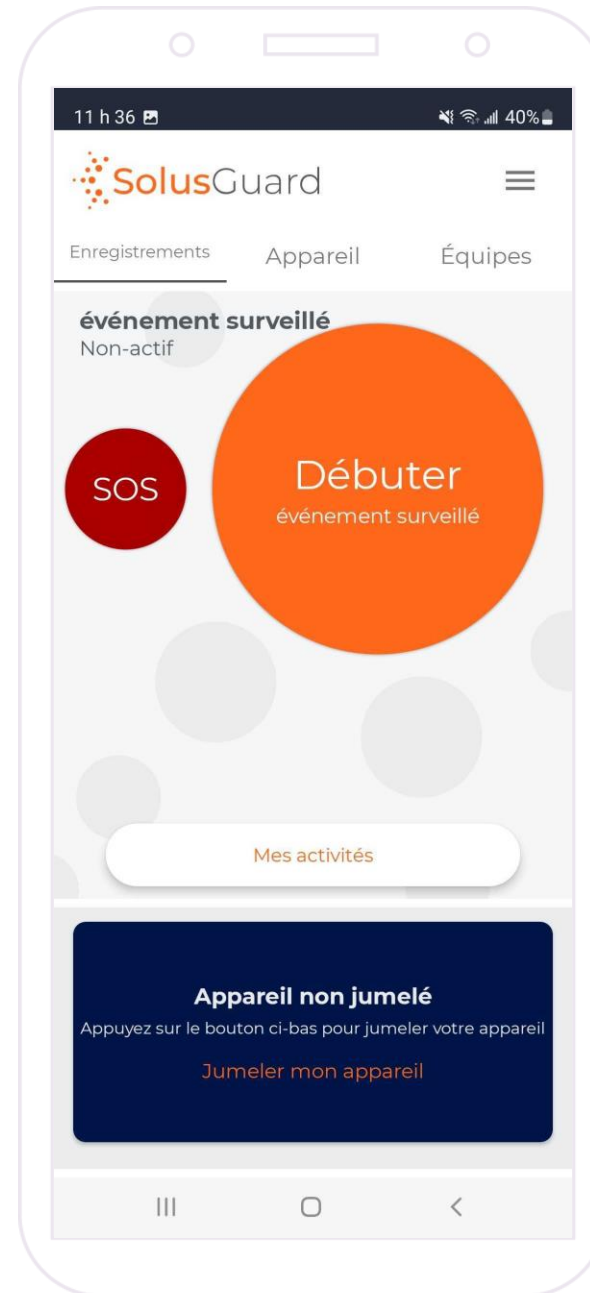 11 h 36 40%
SolusGuard
Enregistrements Appareil Équipes
événement surveillé
Non-actif
SOS
Débuter
événement surveillé
Mes activités
Appareil non jumelé
Appuyez sur le bouton ci-bas pour jumeler votre appareil
Jumeler mon appareil